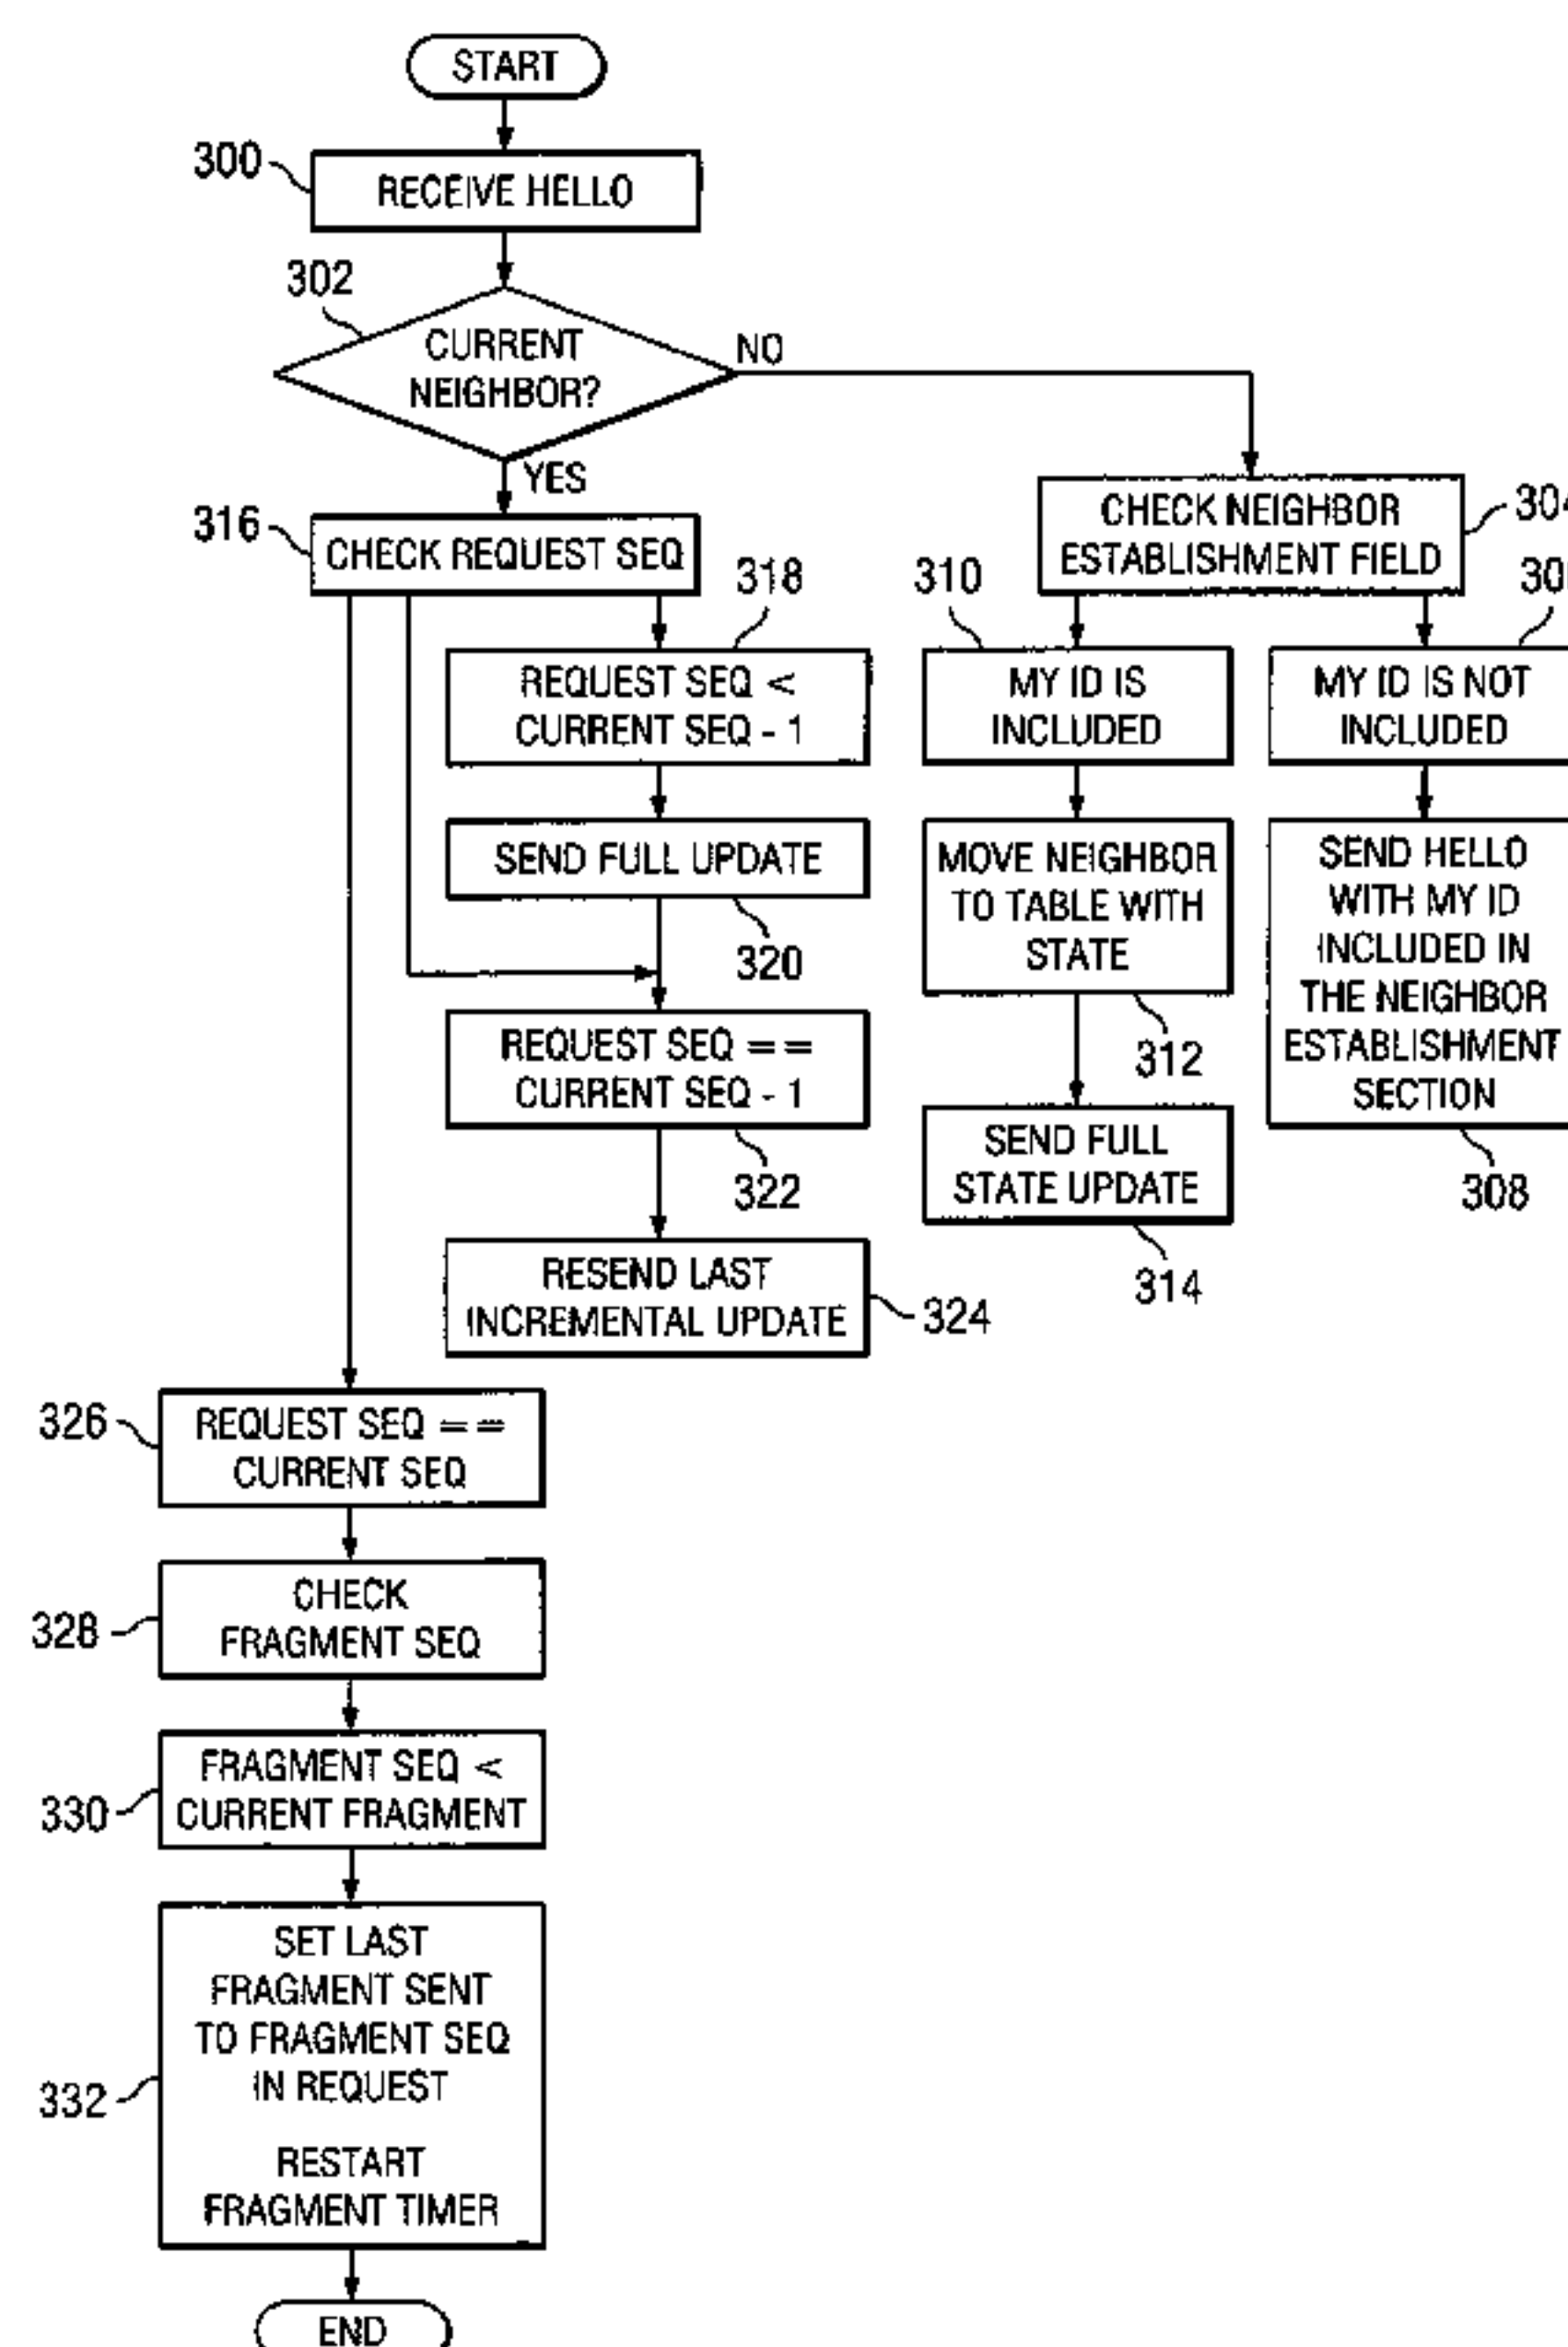 START
300
RECEIVE HELLO
302
CURRENT
NEIGHBOR?
NO
YES
316
CHECK REQUEST SEQ
CHECK NEIGHBOR
ESTABLISHMENT FIELD
318
REQUEST SEQ <
CURRENT SEQ - 1
SEND FULL UPDATE
320
REQUEST SEQ ==
CURRENT SEQ - 1
322
RESEND LAST
INCREMENTAL UPDATE
324
310
MY ID IS
INCLUDED
MOVE NEIGHBOR
TO TABLE WITH
STATE
312
SEND FULL
STATE UPDATE
314
MY ID IS NOT
INCLUDED
SEND HELLO
WITH MY ID
INCLUDED IN
THE NEIGHBOR
ESTABLISHMENT
SECTION
308
326
REQUEST SEQ ==
CURRENT SEQ
328
CHECK
FRAGMENT SEQ
330
FRAGMENT SEQ <
CURRENT FRAGMENT
332
SET LAST
FRAGMENT SENT
TO FRAGMENT SEQ
IN REQUEST
RESTART
FRAGMENT TIMER
END